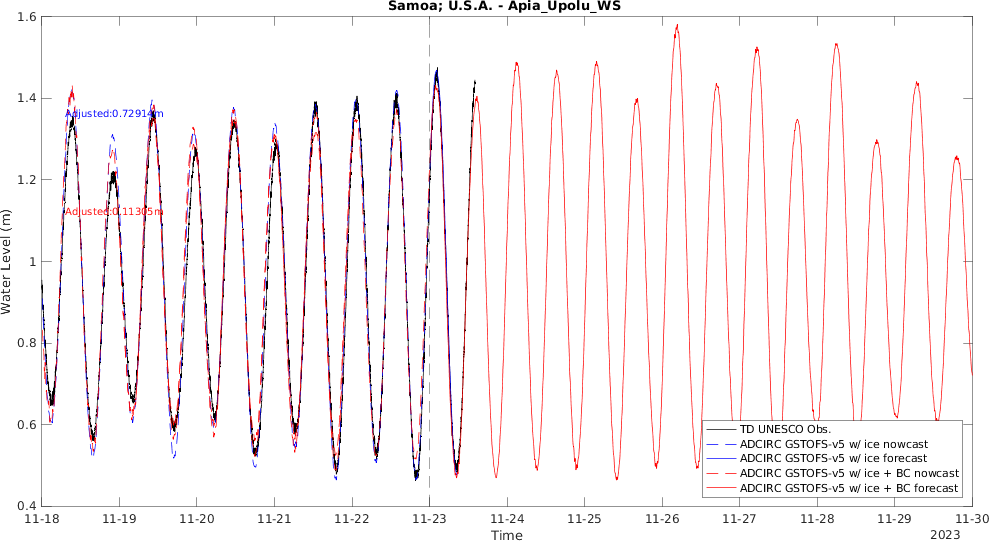 Samoa; U.S.A. - Apia_Upolu_WS
1.6
1.4
1.2
1
0.8
0.6
0.4
Water Level (m)
Adjusted:0.72914m
Adjusted:0.11305m
TD UNESCO Obs.
ADCIRC GSTOFS-v5 w/ ice nowcast
ADCIRC GSTOFS-v5 w/ ice forecast
ADCIRC GSTOFS-v5 w/ ice + BC nowcast
ADCIRC GSTOFS-v5 w/ ice + BC forecast
11-18 11-19 11-20 11-21 11-22 11-23 11-24 11-25 11-26 11-27 11-28 11-29 11-30
Time
2023